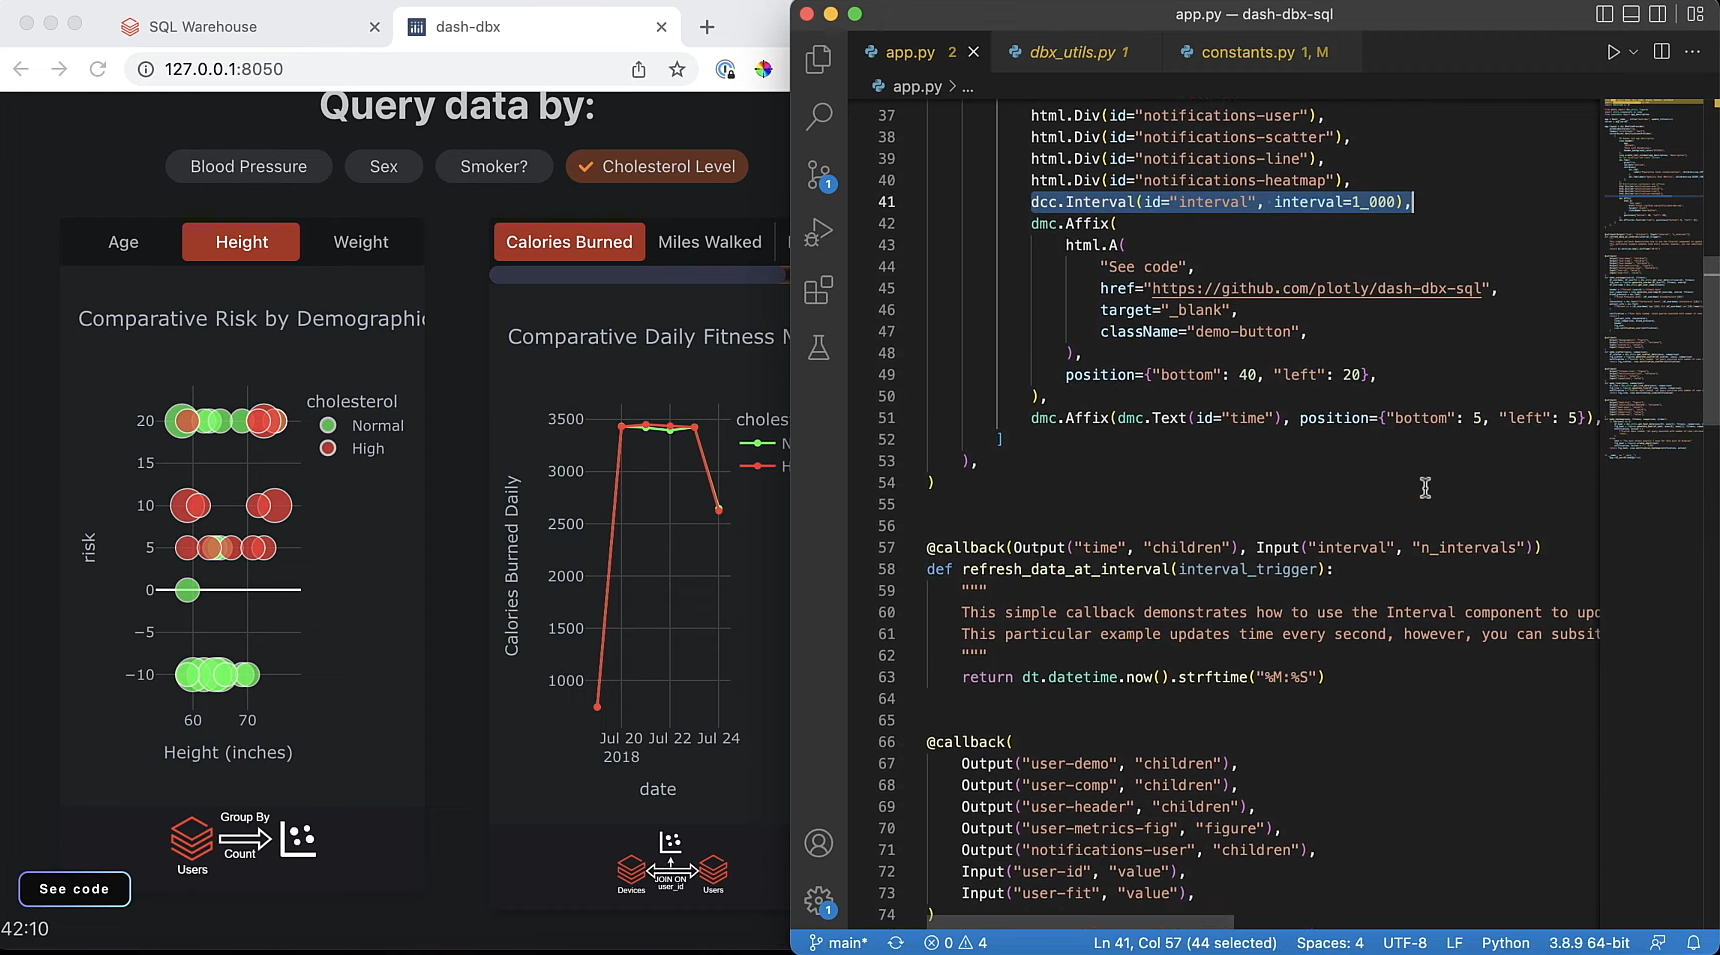 SQL Warehouse
dash-dbx
127.0.0.1:8050
Query data by:
Blood Pressure
Sex
Smoker?
Cholesterol Level
Age
Height
Weight
Comparative Risk by Demographi
cholesterol
Normal
High
20
15
10
5
0
−5
−10
risk
60
70
Height (inches)
Group By
Count
Users
Calories Burned
Miles Walked
Comparative Daily Fitness M
choles
3500
3000
2500
2000
1500
1000
Calories Burned Daily
Jul 20
2018
Jul 22
Jul 24
date
Devices
JOIN ON
user_id
Users
See code
42:10
app.py — dash-dbx-sql
app.py 2
dbx_utils.py 1
constants.py 1, M
app.py > ...
37 html.Div(id="notifications-user"),
38 html.Div(id="notifications-scatter"),
39 html.Div(id="notifications-line"),
40 html.Div(id="notifications-heatmap"),
41 dcc.Interval(id="interval", interval=1_000),
42 dmc.Affix(
43 html.A(
44 "See code",
45 href="https://github.com/plotly/dash-dbx-sql",
46 target="_blank",
47 className="demo-button",
48 ),
49 position={"bottom": 40, "left": 20},
50 ),
51 dmc.Affix(dmc.Text(id="time"), position={"bottom": 5, "left": 5}),
52 ]
53 ),
54 )
55
56
57 @callback(Output("time", "children"), Input("interval", "n_intervals"))
58 def refresh_data_at_interval(interval_trigger):
59 """
60 This simple callback demonstrates how to use the Interval component to upd
61 This particular example updates time every second, however, you can subsit
62 """
63 return dt.datetime.now().strftime("%M:%S")
64
65
66 @callback(
67 Output("user-demo", "children"),
68 Output("user-comp", "children"),
69 Output("user-header", "children"),
70 Output("user-metrics-fig", "figure"),
71 Output("notifications-user", "children"),
72 Input("user-id", "value"),
73 Input("user-fit", "value"),
74 )
1
1
main*
0
4
Ln 41, Col 57 (44 selected)
Spaces: 4
UTF-8
LF
Python
3.8.9 64-bit